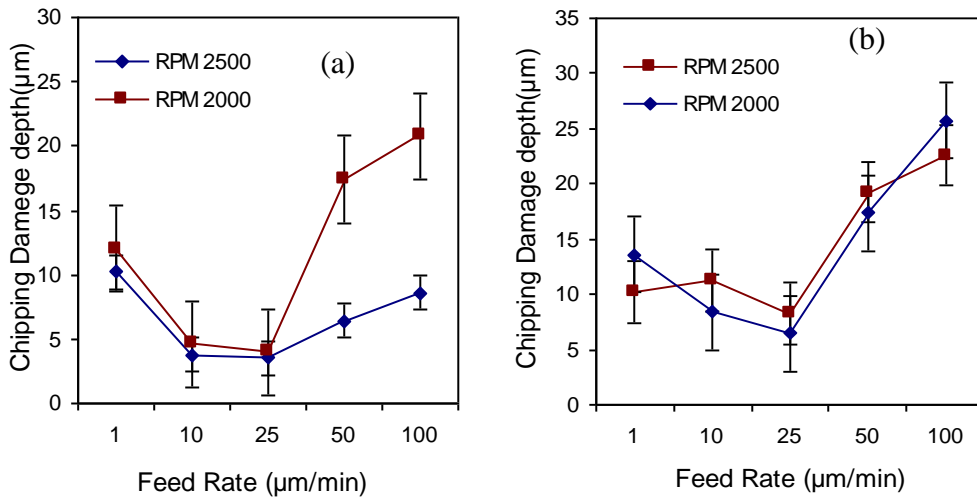 30
25
20
15
10
5
0
Chipping Damege depth(µm)
RPM 2500
RPM 2000
(a)
1 10 25 50 100
Feed Rate (µm/min)
35
30
25
20
15
10
5
0
Chipping Damage depth(µm)
RPM 2500
RPM 2000
(b)
1 10 25 50 100
Feed Rate (µm/min)